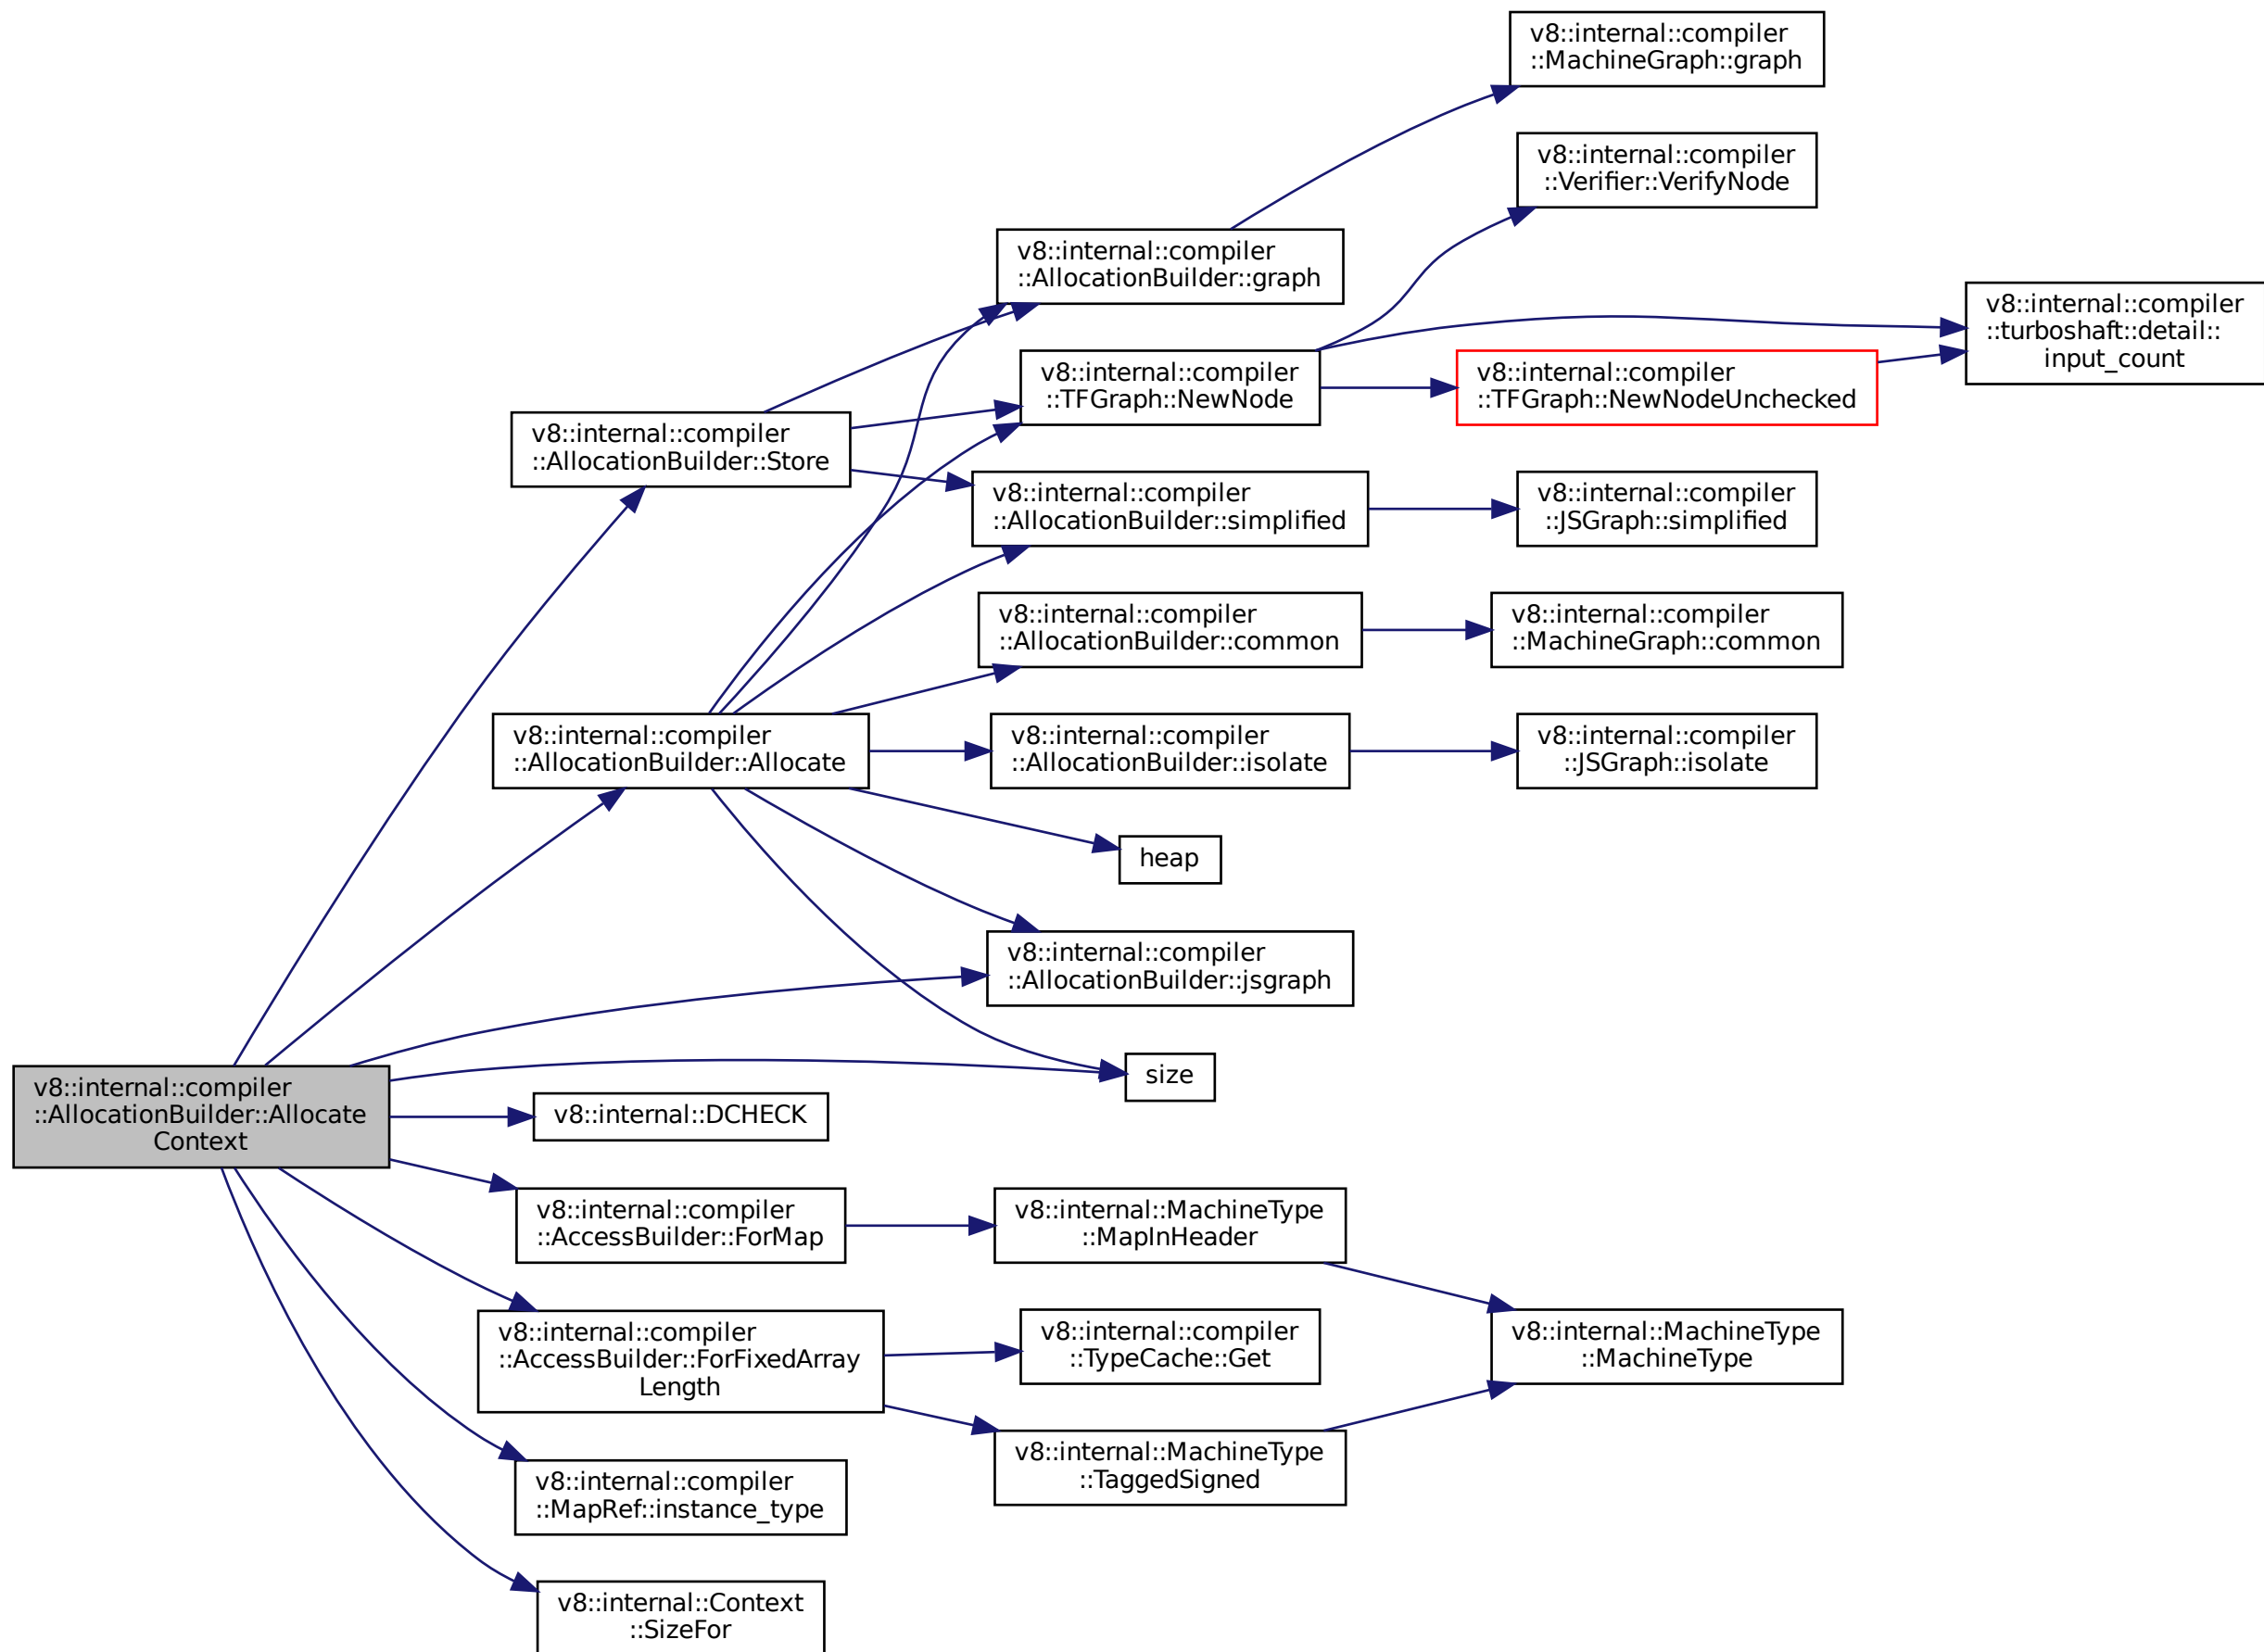 v8::internal::compiler
::MachineGraph::graph
v8::internal::compiler
::Verifier::VerifyNode
v8::internal::compiler
::AllocationBuilder::graph
v8::internal::compiler
::turboshaft::detail::
input_count
v8::internal::compiler
::TFGraph::NewNode
v8::internal::compiler
::TFGraph::NewNodeUnchecked
v8::internal::compiler
::AllocationBuilder::Store
v8::internal::compiler
::AllocationBuilder::simplified
v8::internal::compiler
::JSGraph::simplified
v8::internal::compiler
::AllocationBuilder::common
v8::internal::compiler
::MachineGraph::common
v8::internal::compiler
::AllocationBuilder::Allocate
v8::internal::compiler
::AllocationBuilder::isolate
v8::internal::compiler
::JSGraph::isolate
heap
v8::internal::compiler
::AllocationBuilder::jsgraph
size
v8::internal::compiler
::AllocationBuilder::Allocate
Context
v8::internal::DCHECK
v8::internal::compiler
::AccessBuilder::ForMap
v8::internal::MachineType
::MapInHeader
v8::internal::compiler
::AccessBuilder::ForFixedArray
Length
v8::internal::compiler
::TypeCache::Get
v8::internal::MachineType
::MachineType
v8::internal::MachineType
::TaggedSigned
v8::internal::compiler
::MapRef::instance_type
v8::internal::Context
::SizeFor